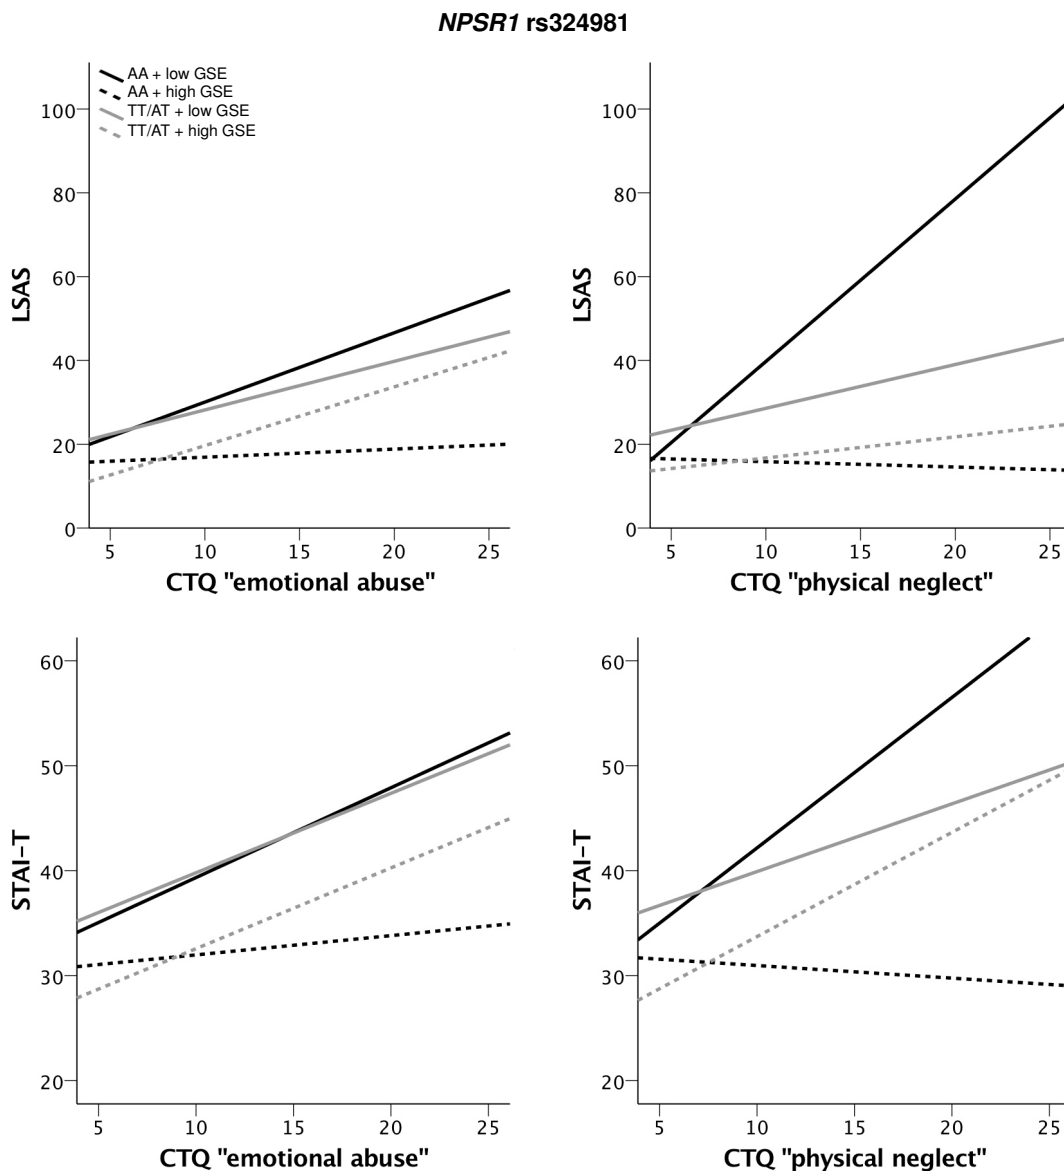 NPSR1 rs324981
AA + low GSE
AA + high GSE
TT/AT + low GSE
TT/AT + high GSE
100
80
60
40
20
0
LSAS
5 10 15 20 25
CTQ "emotional abuse"
100
80
60
40
20
0
LSAS
5 10 15 20 25
CTQ "physical neglect"
60
50
40
30
20
STAI-T
5 10 15 20 25
CTQ "emotional abuse"
60
50
40
30
20
STAI-T
5 10 15 20 25
CTQ "physical neglect"